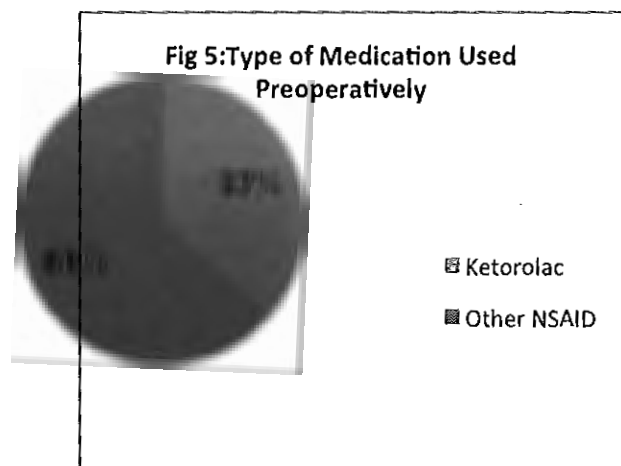 Fig 5:Type of Medication Used
Preoperatively
Ketorolac
Other NSAID